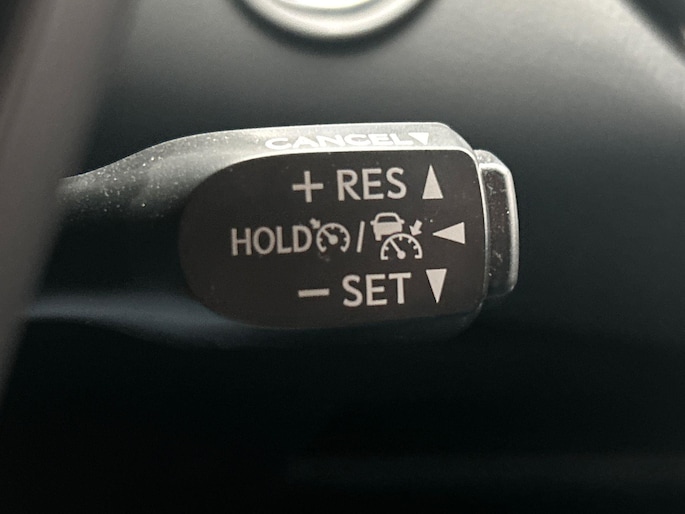 CANCEL▼
+ RES ▲
HOLD / ◀
− SET ▼